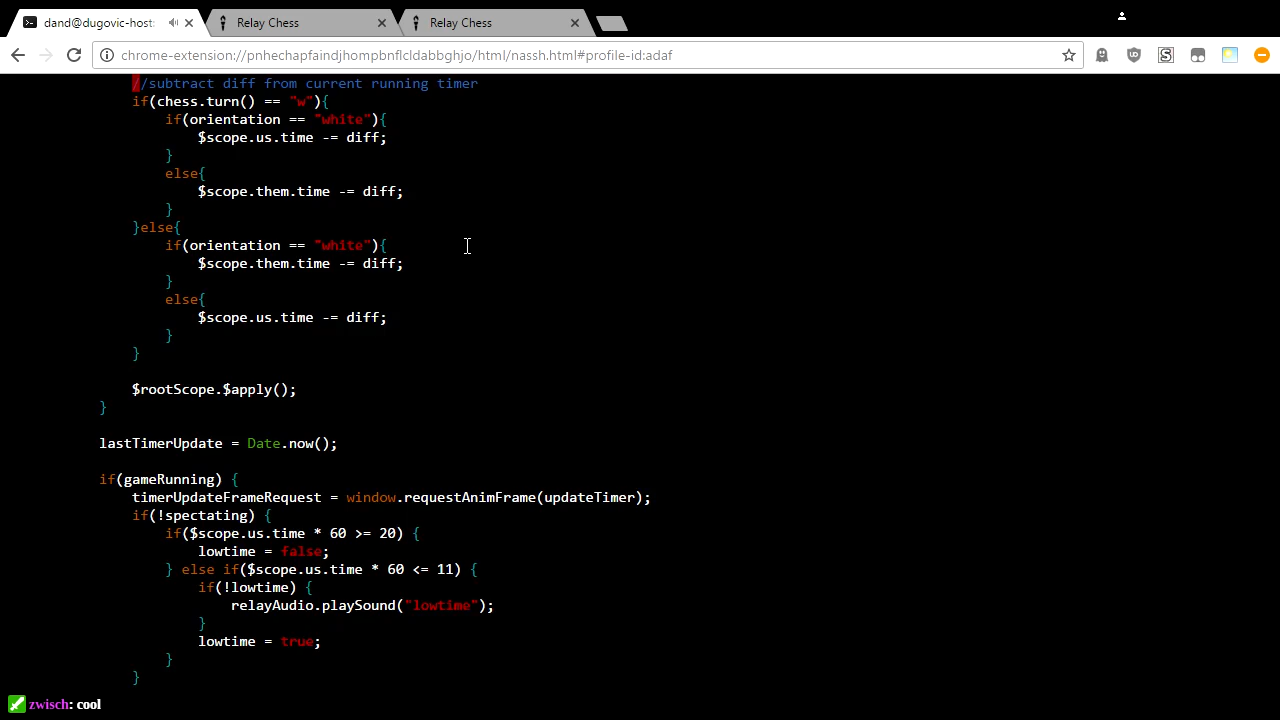 dand@dugovic-host:
Relay Chess
Relay Chess
chrome-extension://pnhechapfaindjhompbnflcldabbghjo/html/nassh.html#profile-id:adaf
//subtract diff from current running timer
if(chess.turn() == "w"){
if(orientation == "white"){
$scope.us.time -= diff;
}
else{
$scope.them.time -= diff;
}
}else{
if(orientation == "white"){
$scope.them.time -= diff;
}
else{
$scope.us.time -= diff;
}
}
$rootScope.$apply();
}
lastTimerUpdate = Date.now();
if(gameRunning) {
timerUpdateFrameRequest = window.requestAnimFrame(updateTimer);
if(!spectating) {
if($scope.us.time * 60 >= 20) {
lowtime = false;
} else if($scope.us.time * 60 <= 11) {
if(!lowtime) {
relayAudio.playSound("lowtime");
}
lowtime = true;
}
}
zwisch: cool